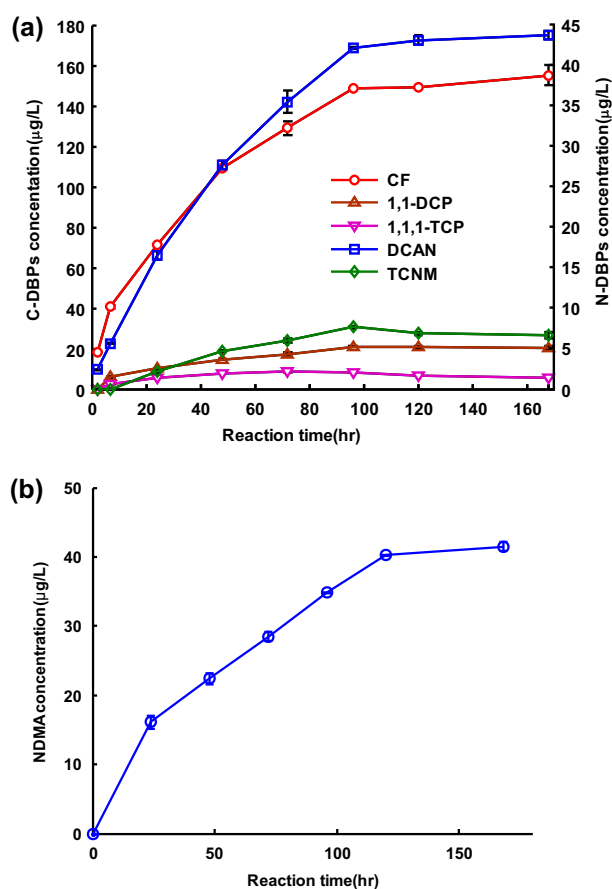 (a)
180
160
140
120
100
80
60
40
20
0
C-DBPs concentation(μg/L)
45
40
35
30
25
20
15
10
5
0
N-DBPs concentration(μg/L)
CF
1,1-DCP
1,1,1-TCP
DCAN
TCNM
0 20 40 60 80 100 120 140 160
Reaction time(hr)
(b)
50
40
30
20
10
0
NDMAconcentration(μg/L)
0 50 100 150
Reaction time(hr)